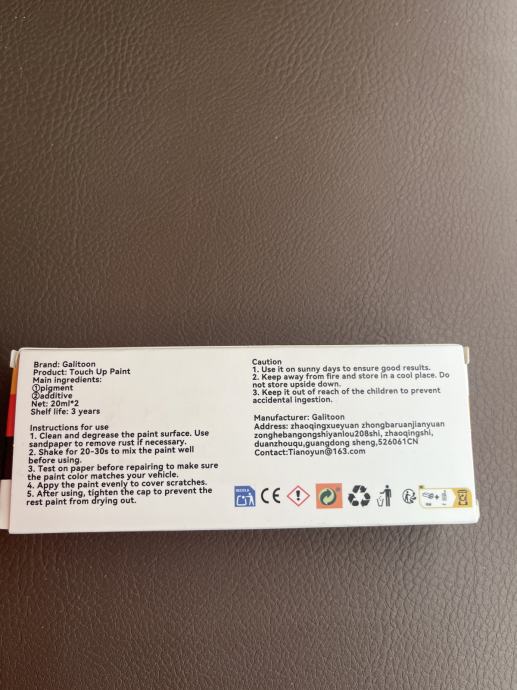 Brand: Galitoon
Product: Touch Up Paint
Main ingredients:
①pigment
②additive
Net: 20ml*2
Shelf life: 3 years
Instructions for use
1. Clean and degrease the paint surface. Use
sandpaper to remove rust if necessary.
2. Shake for 20-30s to mix the paint well
before using.
3. Test on paper before repairing to make sure
the paint color matches your vehicle.
4. Appy the paint evenly to cover scratches.
5. After using, tighten the cap to prevent the
rest paint from drying out.
Caution
1. Use it on sunny days to ensure good results.
2. Keep away from fire and store in a cool place. Do
not store upside down.
3. Keep it out of reach of the children to prevent
accidental ingestion.
Manufacturer: Galitoon
Address: zhaoqingxueyuan zhongbaruanjianyuan
zonghebangongshiyanlou208shi, zhaoqingshi,
duanzhouqu,guangdong sheng,526061CN
Contact:Tianoyun@163.com
CE